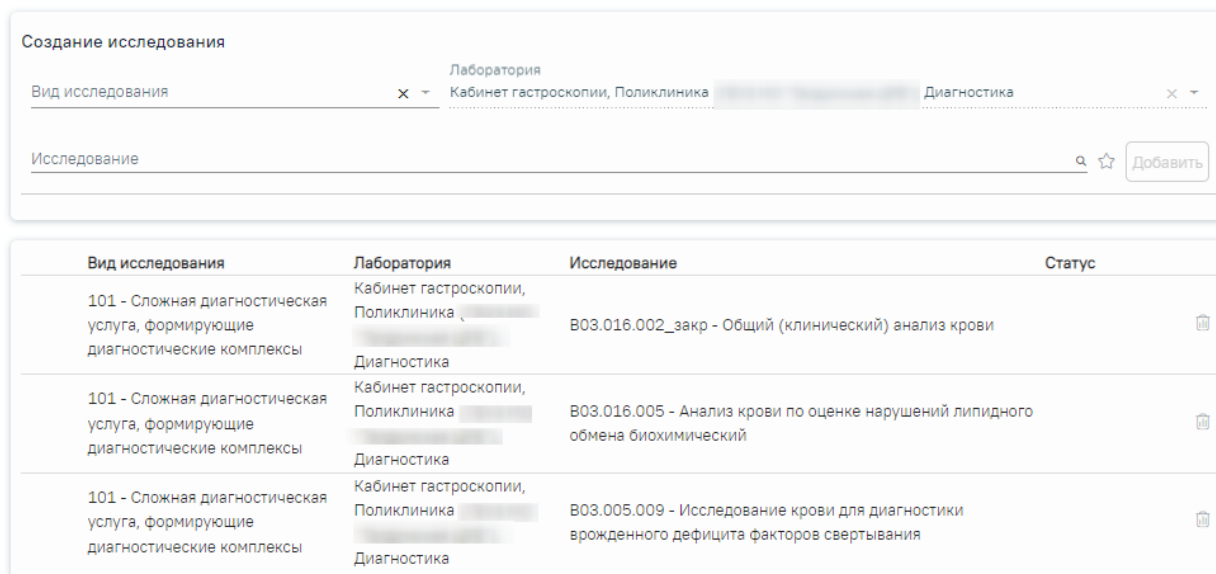 Создание исследования
Лаборатория
Вид исследования
Кабинет гастроскопии, Поликлиника Диагностика
Исследование
Добавить
Вид исследования Лаборатория Исследование Статус
101 - Сложная диагностическая
услуга, формирующие
диагностические комплексы
Кабинет гастроскопии,
Поликлиника
Диагностика
B03.016.002_закр - Общий (клинический) анализ крови
101 - Сложная диагностическая
услуга, формирующие
диагностические комплексы
Кабинет гастроскопии,
Поликлиника
Диагностика
B03.016.005 - Анализ крови по оценке нарушений липидного
обмена биохимический
101 - Сложная диагностическая
услуга, формирующие
диагностические комплексы
Кабинет гастроскопии,
Поликлиника
Диагностика
B03.005.009 - Исследование крови для диагностики
врожденного дефицита факторов свертывания